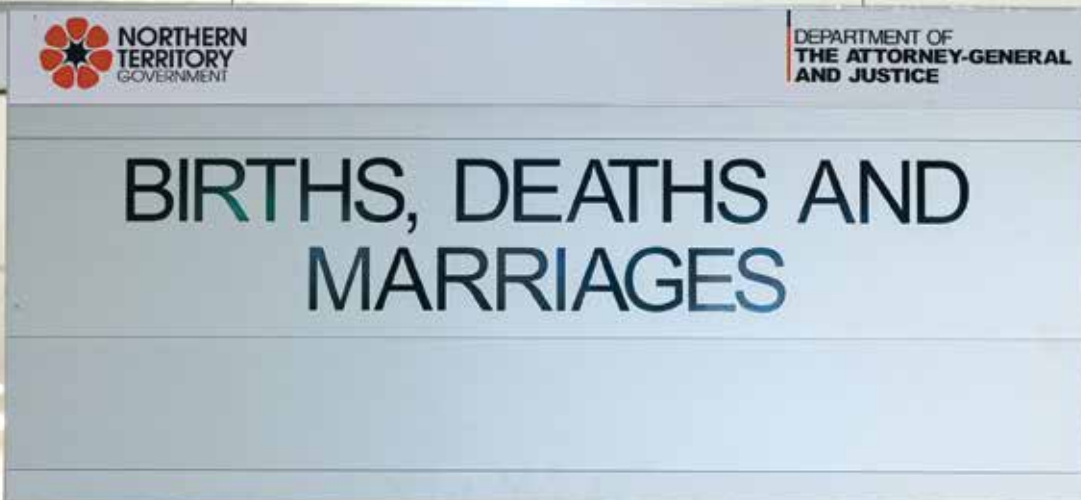 NORTHERN
TERRITORY
GOVERNMENT
DEPARTMENT OF
THE ATTORNEY-GENERAL
AND JUSTICE
BIRTHS, DEATHS AND
MARRIAGES